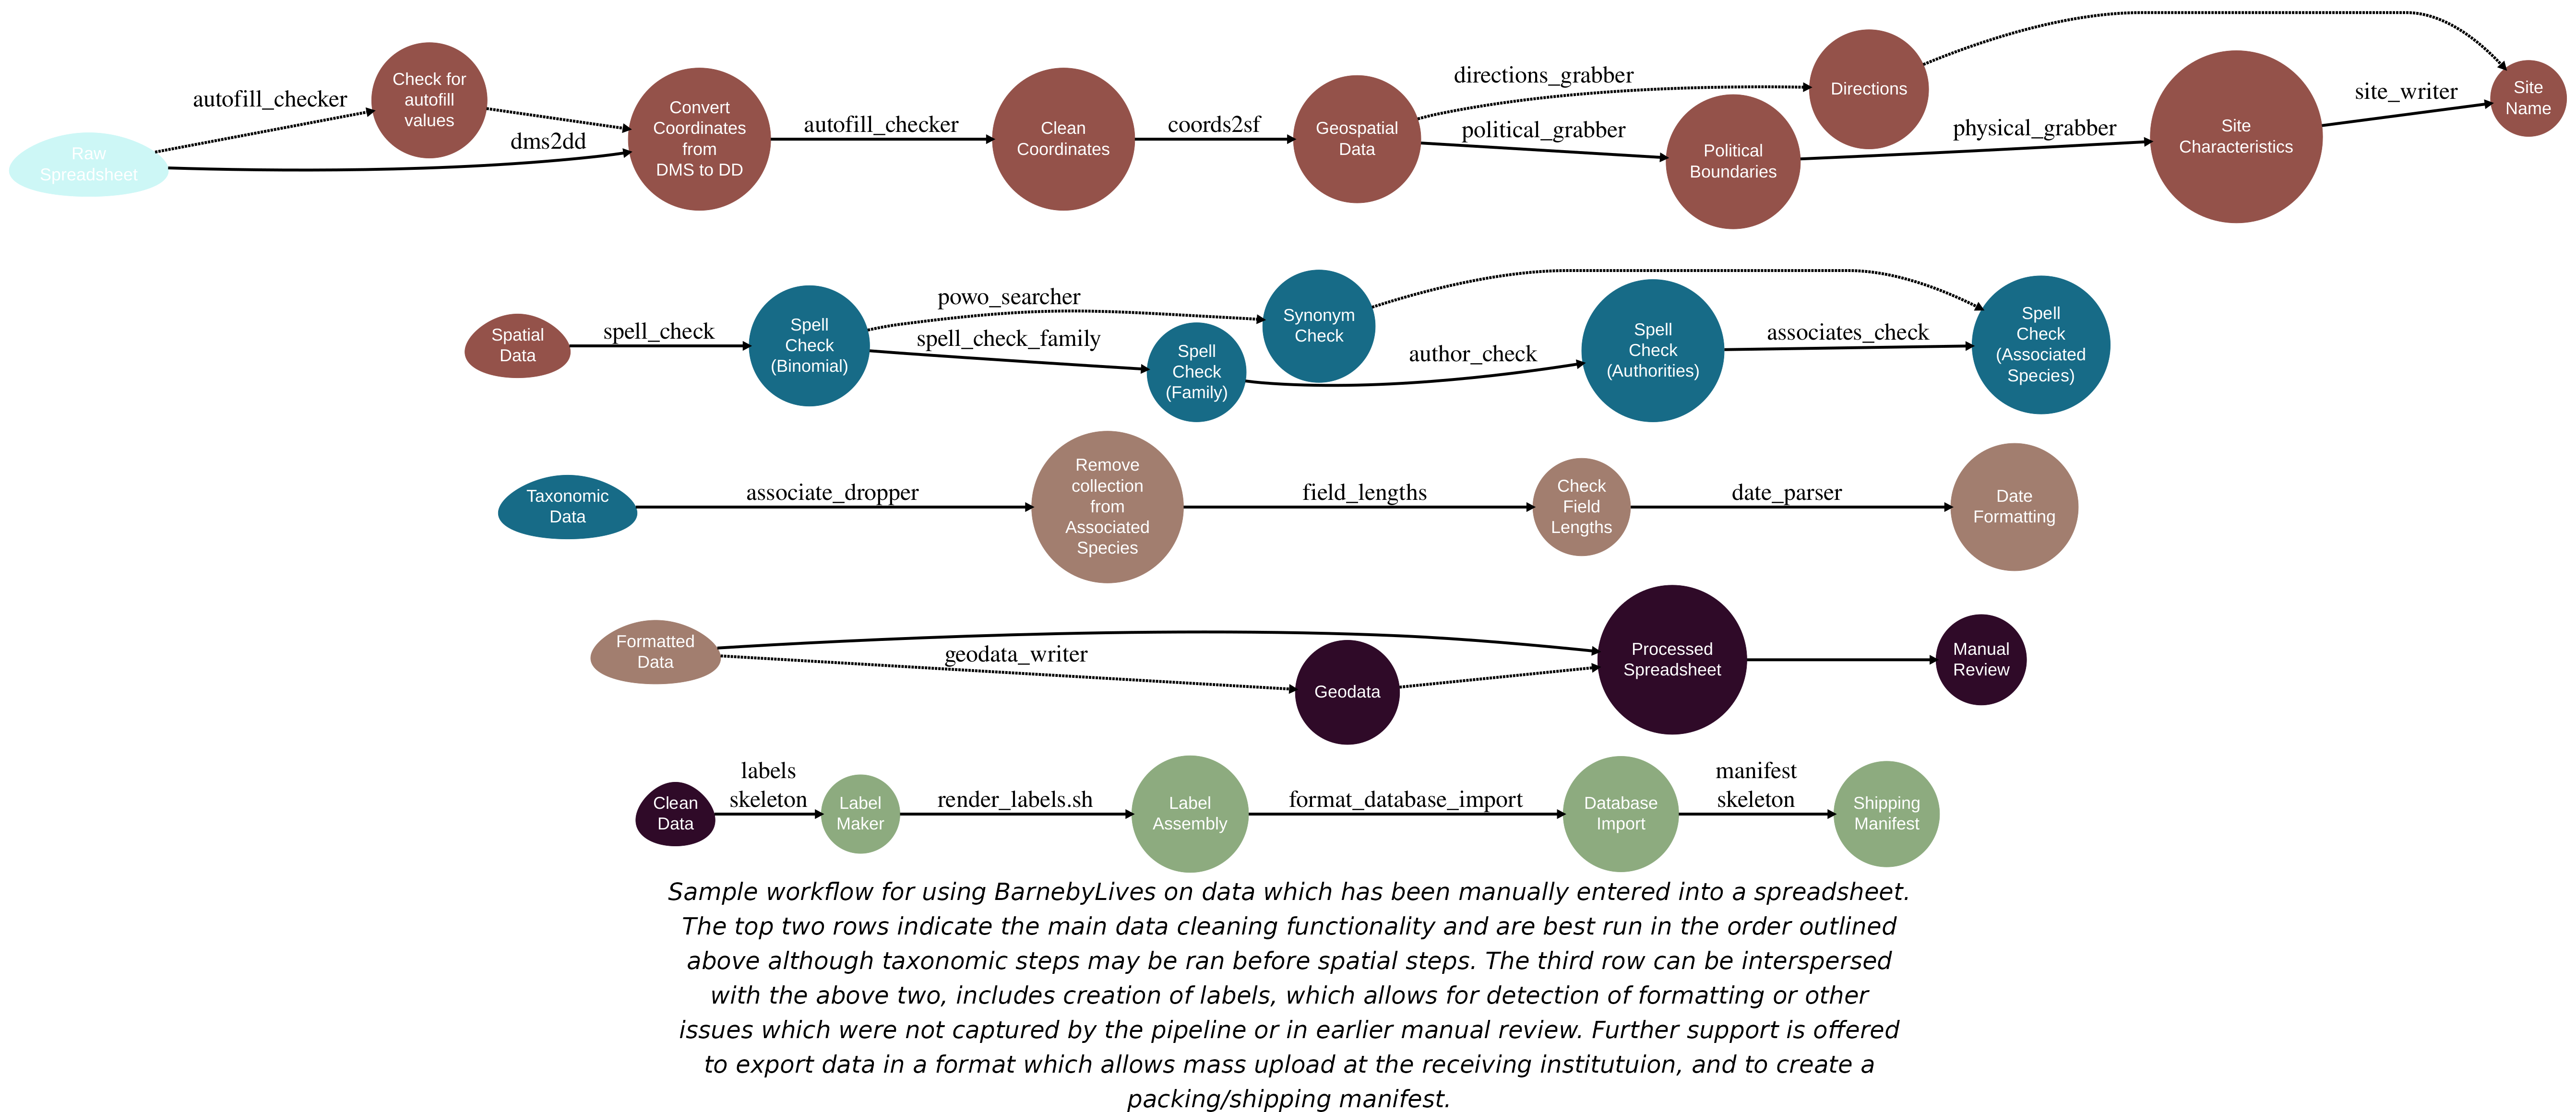 autofill_checker
Check for
autofill
values
Raw
Spreadsheet
dms2dd
Convert
Coordinates
from
DMS to DD
autofill_checker
Clean
Coordinates
coords2sf
Geospatial
Data
directions_grabber
political_grabber
Directions
Political
Boundaries
physical_grabber
Site
Characteristics
site_writer
Site
Name
Spatial
Data
spell_check
Spell
Check
(Binomial)
powo_searcher
spell_check_family
Spell
Check
(Family)
Synonym
Check
author_check
Spell
Check
(Authorities)
associates_check
Spell
Check
(Associated
Species)
Taxonomic
Data
associate_dropper
Remove
collection
from
Associated
Species
field_lengths
Check
Field
Lengths
date_parser
Date
Formatting
Formatted
Data
geodata_writer
Geodata
Processed
Spreadsheet
Manual
Review
Clean
Data
labels
skeleton
Label
Maker
render_labels.sh
Label
Assembly
format_database_import
Database
Import
manifest
skeleton
Shipping
Manifest
Sample workflow for using BarnebyLives on data which has been manually entered into a spreadsheet.
The top two rows indicate the main data cleaning functionality and are best run in the order outlined
above although taxonomic steps may be ran before spatial steps. The third row can be interspersed
with the above two, includes creation of labels, which allows for detection of formatting or other
issues which were not captured by the pipeline or in earlier manual review. Further support is offered
to export data in a format which allows mass upload at the receiving institutuion, and to create a
packing/shipping manifest.